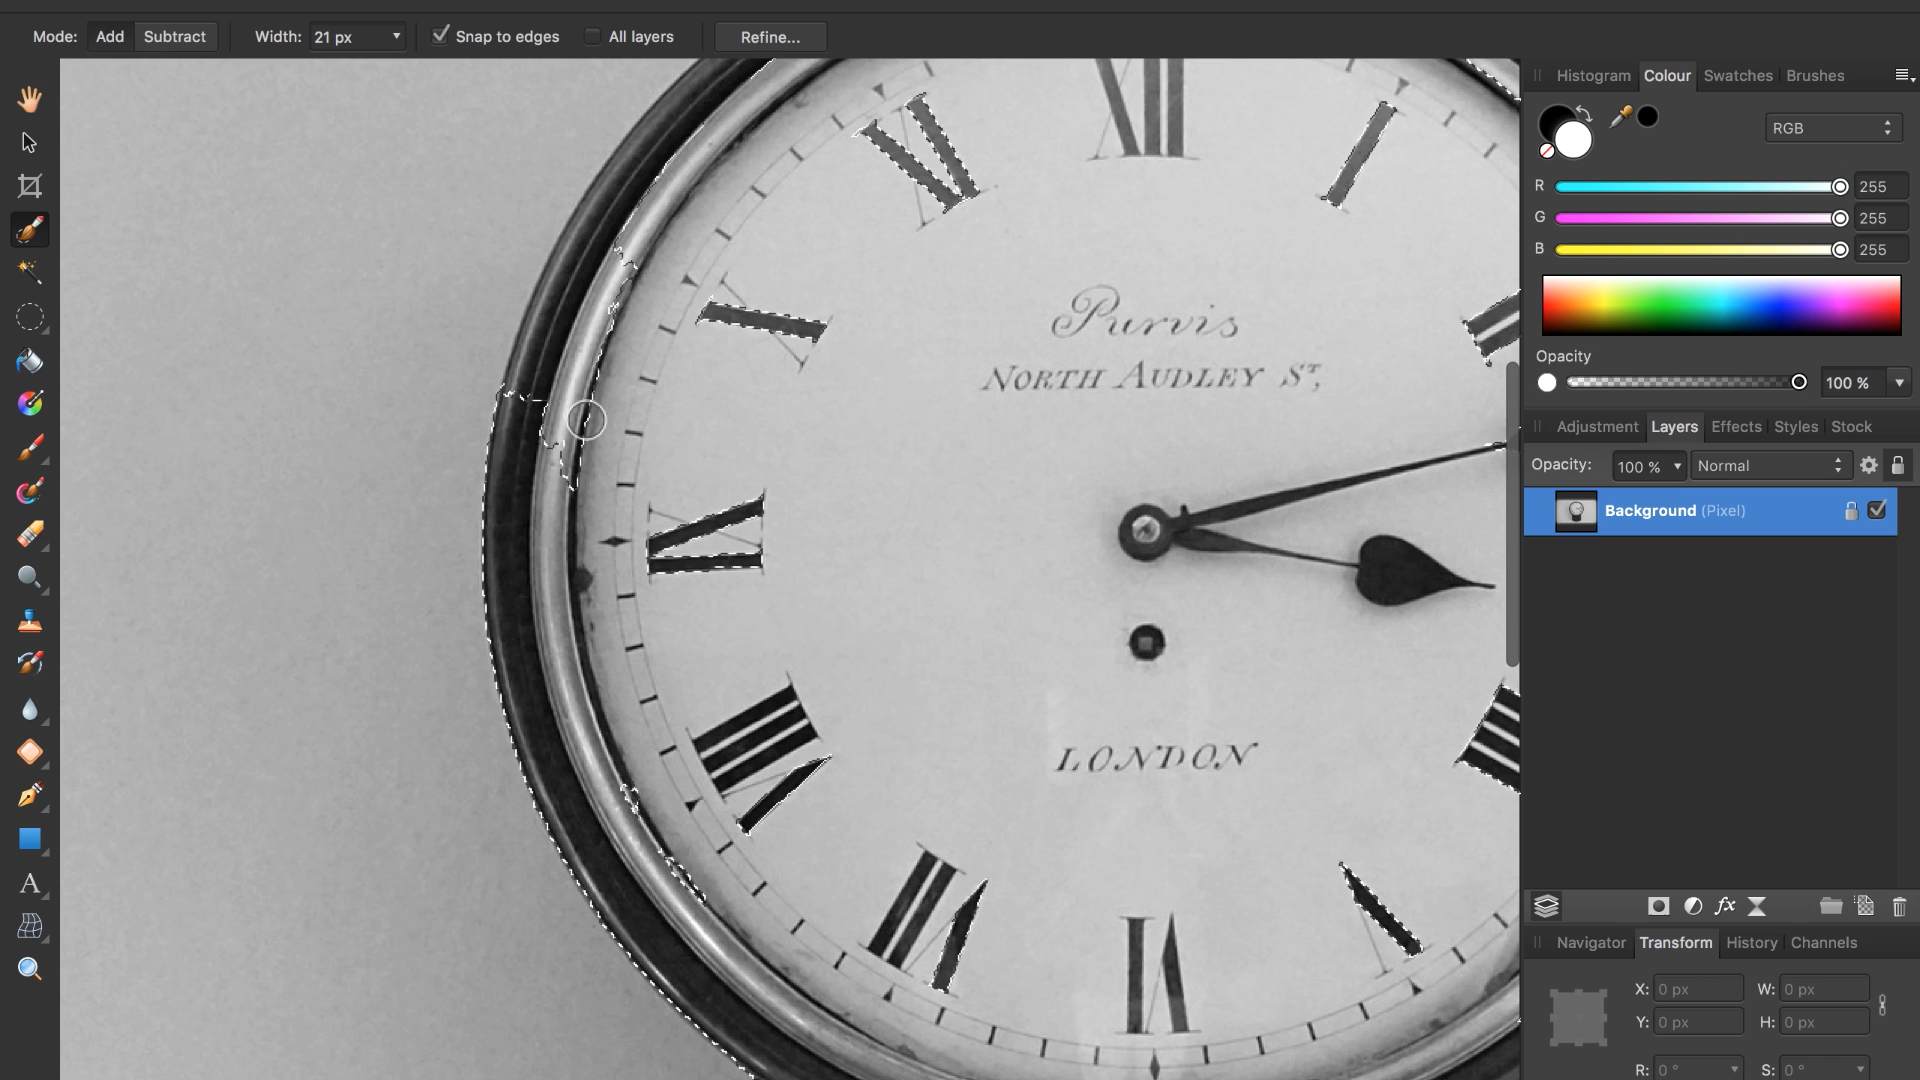 Mode: Add Subtract Width: 21 px Snap to edges All layers Refine...
Histogram Colour Swatches Brushes
RGB
R 255
G 255
B 255
Opacity
100 %
Adjustment Layers Effects Styles Stock
Opacity: 100 % Normal
Background (Pixel)
fx
Navigator Transform History Channels
X: 0 px W: 0 px
Y: 0 px H: 0 px
R: 0 ° S: 0 °
A
Purvis
NORTH AUDLEY ST,
LONDON